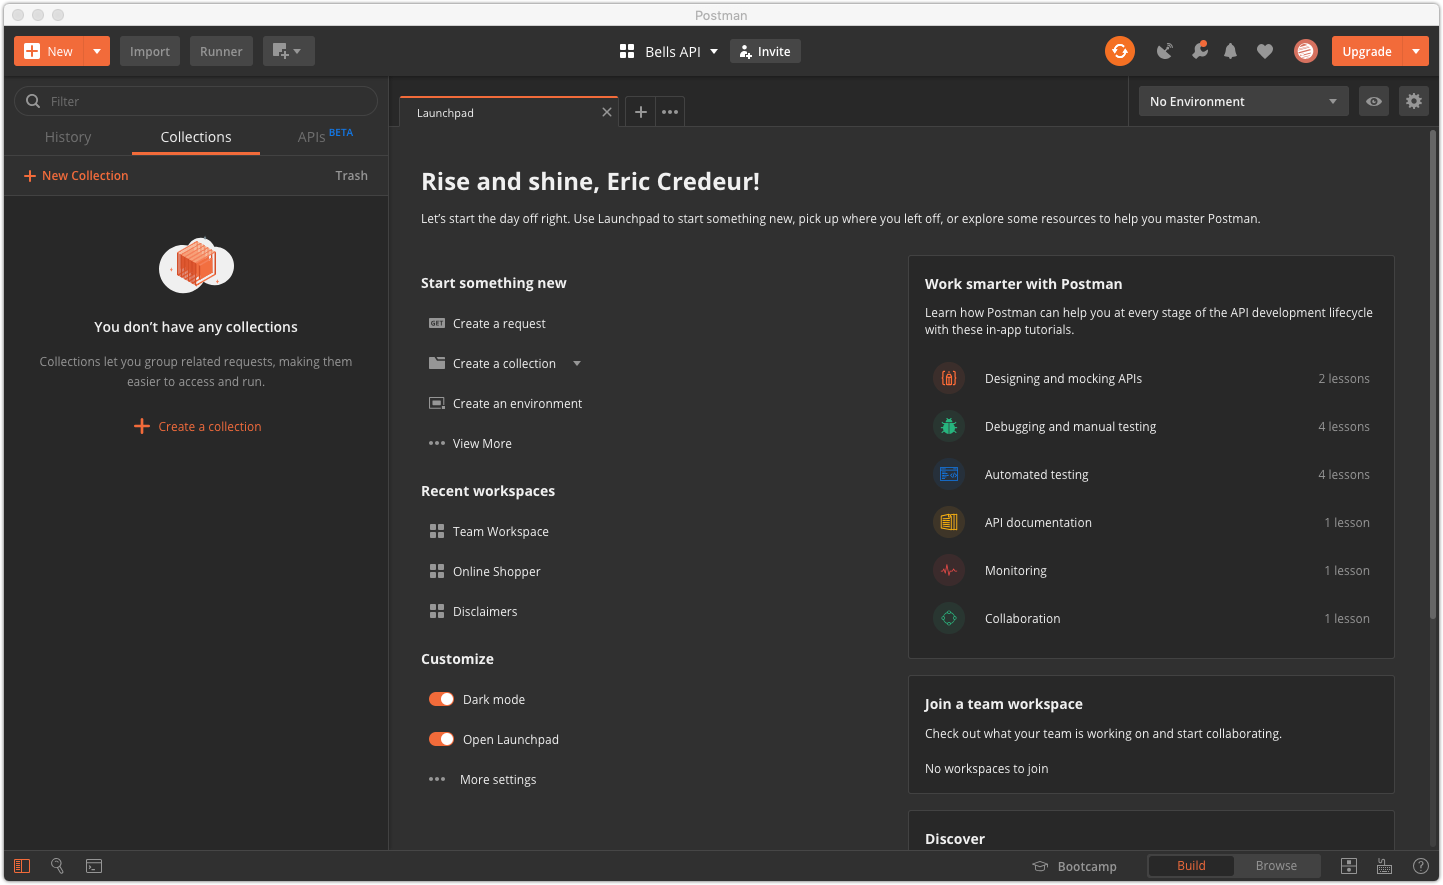 Postman
New
Import
Runner
Bells API
Invite
Upgrade
Filter
History
Collections
APIs BETA
New Collection
Trash
You don’t have any collections
Collections let you group related requests, making them
easier to access and run.
Create a collection
Launchpad
No Environment
Rise and shine, Eric Credeur!
Let’s start the day off right. Use Launchpad to start something new, pick up where you left off, or explore some resources to help you master Postman.
Start something new
GET Create a request
Create a collection
Create an environment
View More
Recent workspaces
Team Workspace
Online Shopper
Disclaimers
Customize
Dark mode
Open Launchpad
More settings
Work smarter with Postman
Learn how Postman can help you at every stage of the API development lifecycle
with these in-app tutorials.
Designing and mocking APIs 2 lessons
Debugging and manual testing 4 lessons
Automated testing 4 lessons
API documentation 1 lesson
Monitoring 1 lesson
Collaboration 1 lesson
Join a team workspace
Check out what your team is working on and start collaborating.
No workspaces to join
Discover
Bootcamp
Build
Browse